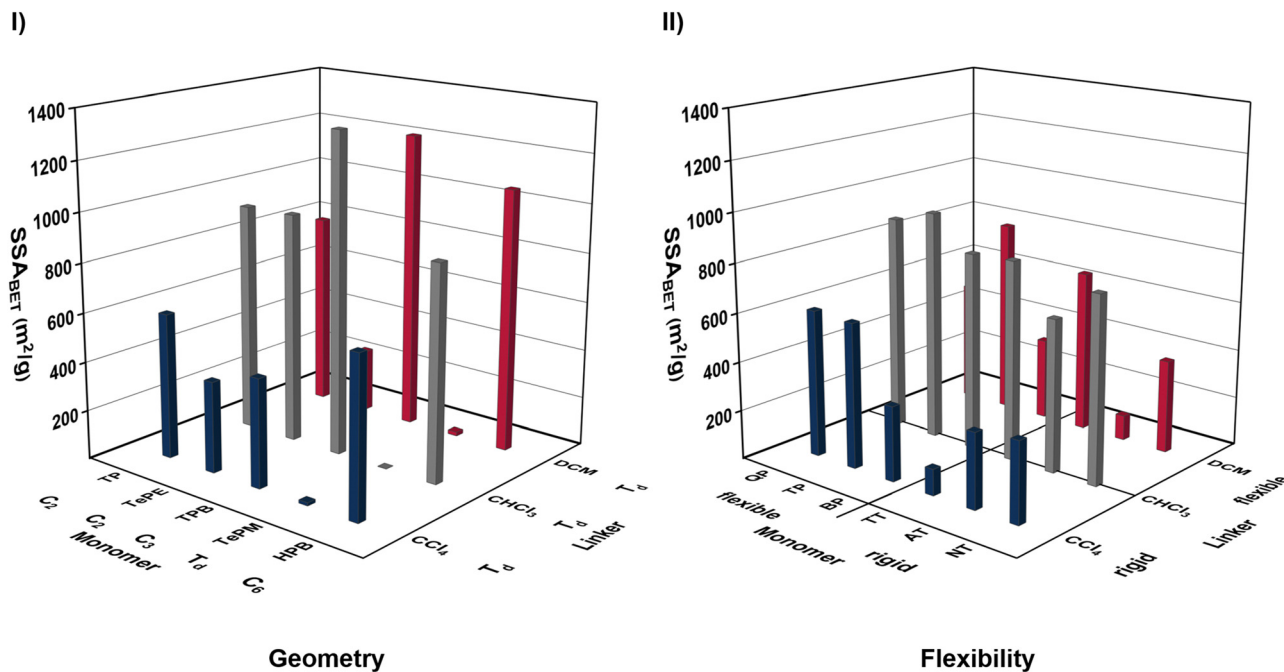 I)
1400
1200
1000
800
600
400
200
SSABET (m²/g)
TP
TePE
TPB
TePM
HPB
C₂
C₂
C₃
Td
C₆
Monomer
CCl₄
CHCl₃
DCM
Td
Td
Td
Linker
Geometry
II)
1400
1200
1000
800
600
400
200
SSABET (m²/g)
QP
TP
BP
TT
AT
NT
flexible
rigid
Monomer
CCl₄
CHCl₃
DCM
rigid
flexible
Linker
Flexibility